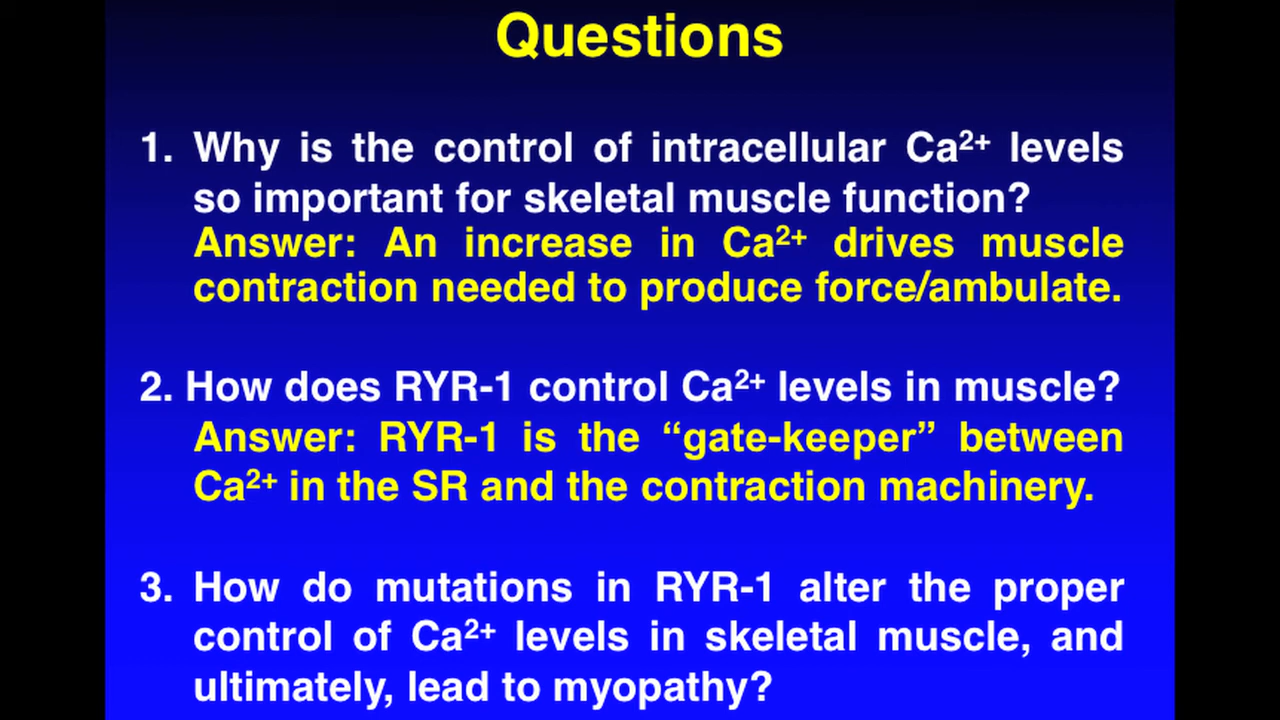 Questions
1. Why is the control of intracellular Ca²⁺ levels
so important for skeletal muscle function?
Answer: An increase in Ca²⁺ drives muscle
contraction needed to produce force/ambulate.
2. How does RYR-1 control Ca²⁺ levels in muscle?
Answer: RYR-1 is the “gate-keeper” between
Ca²⁺ in the SR and the contraction machinery.
3. How do mutations in RYR-1 alter the proper
control of Ca²⁺ levels in skeletal muscle, and
ultimately, lead to myopathy?